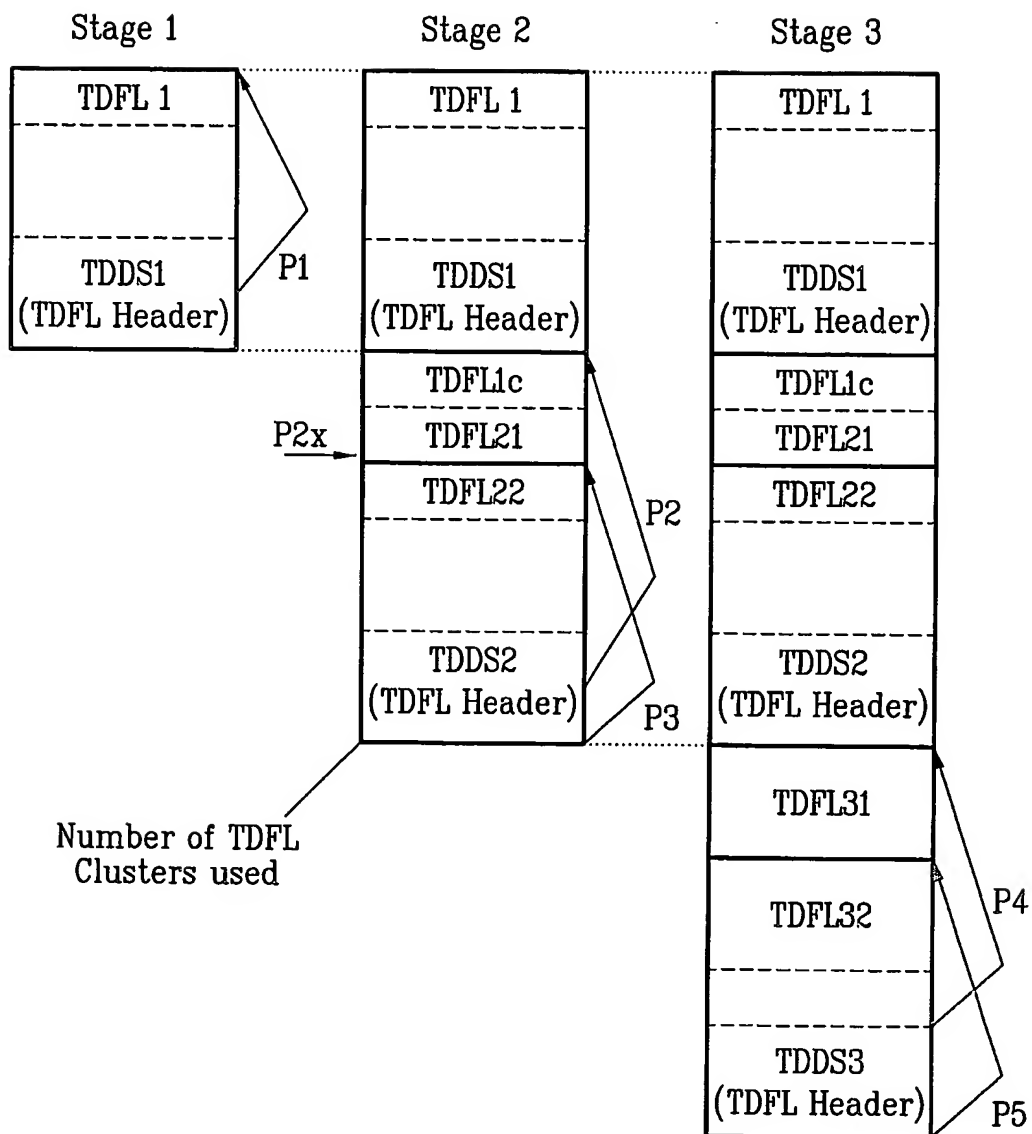 Stage 1
Stage 2
Stage 3
TDFL 1
TDDS1
(TDFL Header)
P1
TDFL 1
TDDS1
(TDFL Header)
TDFL1c
TDFL21
P2x
TDFL22
P2
TDDS2
(TDFL Header)
P3
Number of TDFL
Clusters used
TDFL 1
TDDS1
(TDFL Header)
TDFL1c
TDFL21
TDFL22
TDDS2
(TDFL Header)
TDFL31
TDFL32
P4
TDDS3
(TDFL Header)
P5